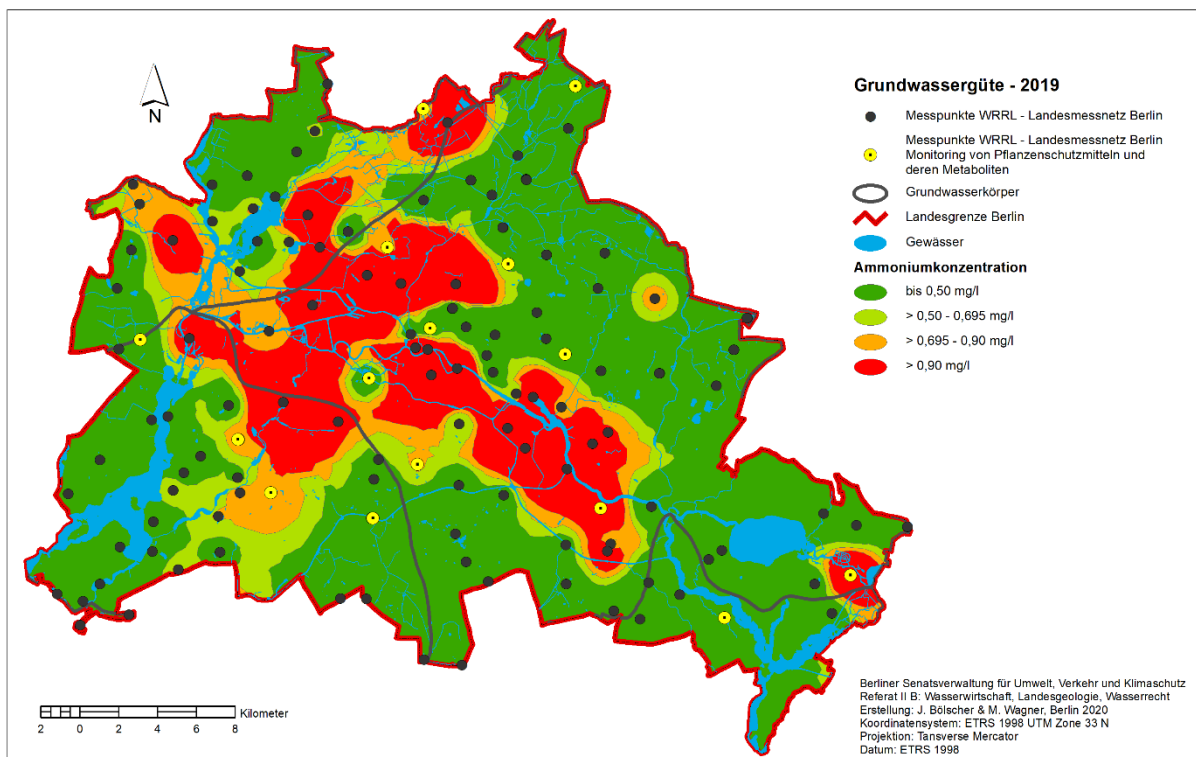 N
Grundwassergüte - 2019
Messpunkte WRRL - Landesmessnetz Berlin
Messpunkte WRRL - Landesmessnetz Berlin
Monitoring von Pflanzenschutzmitteln und
deren Metaboliten
Grundwasserkörper
Landesgrenze Berlin
Gewässer
Ammoniumkonzentration
bis 0,50 mg/l
> 0,50 - 0,695 mg/l
> 0,695 - 0,90 mg/l
> 0,90 mg/l
Kilometer
2 0 2 4 6 8
Berliner Senatsverwaltung für Umwelt, Verkehr und Klimaschutz
Referat II B: Wasserwirtschaft, Landesgeologie, Wasserrecht
Erstellung: J. Bölscher & M. Wagner, Berlin 2020
Koordinatensystem: ETRS 1998 UTM Zone 33 N
Projektion: Tansverse Mercator
Datum: ETRS 1998